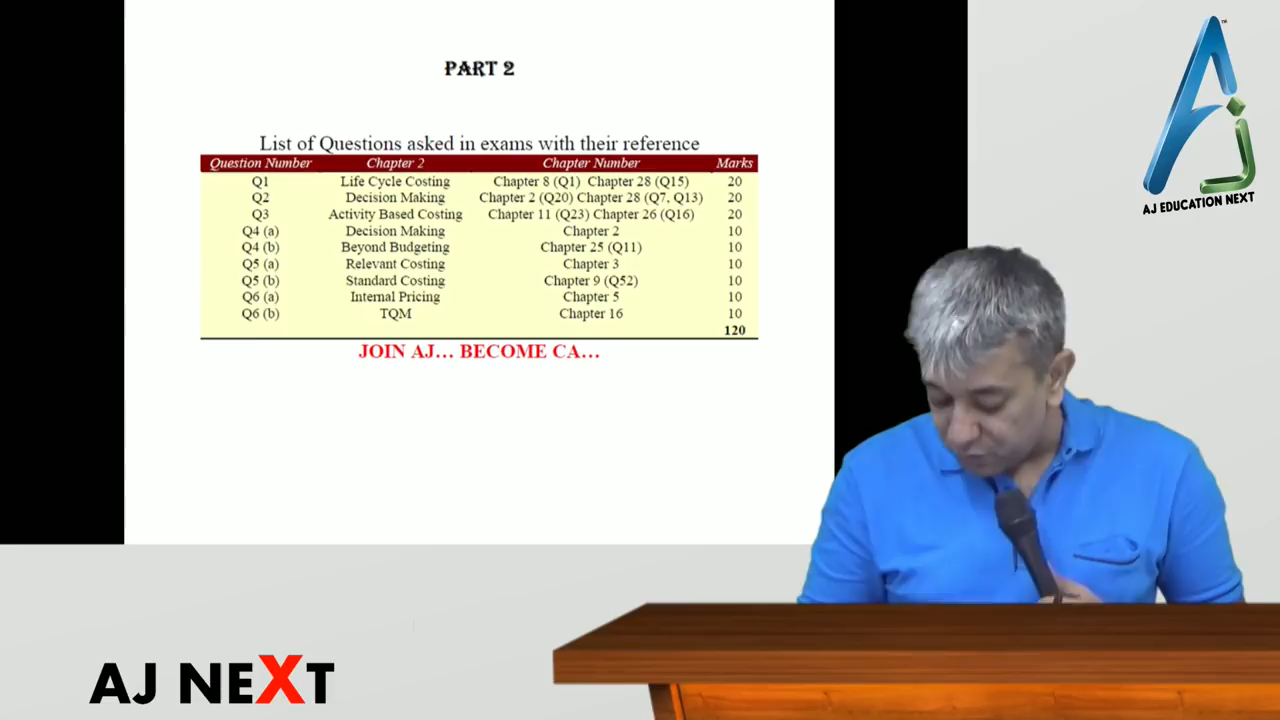 PART 2
List of Questions asked in exams with their reference
Question Number Chapter 2 Chapter Number Marks
Q1 Life Cycle Costing Chapter 8 (Q1) Chapter 28 (Q15) 20
Q2 Decision Making Chapter 2 (Q20) Chapter 28 (Q7, Q13) 20
Q3 Activity Based Costing Chapter 11 (Q23) Chapter 26 (Q16) 20
Q4 (a) Decision Making Chapter 2 10
Q4 (b) Beyond Budgeting Chapter 25 (Q11) 10
Q5 (a) Relevant Costing Chapter 3 10
Q5 (b) Standard Costing Chapter 9 (Q52) 10
Q6 (a) Internal Pricing Chapter 5 10
Q6 (b) TQM Chapter 16 10
120
JOIN AJ... BECOME CA...
AJ
TM
AJ EDUCATION NEXT
AJ NEXT